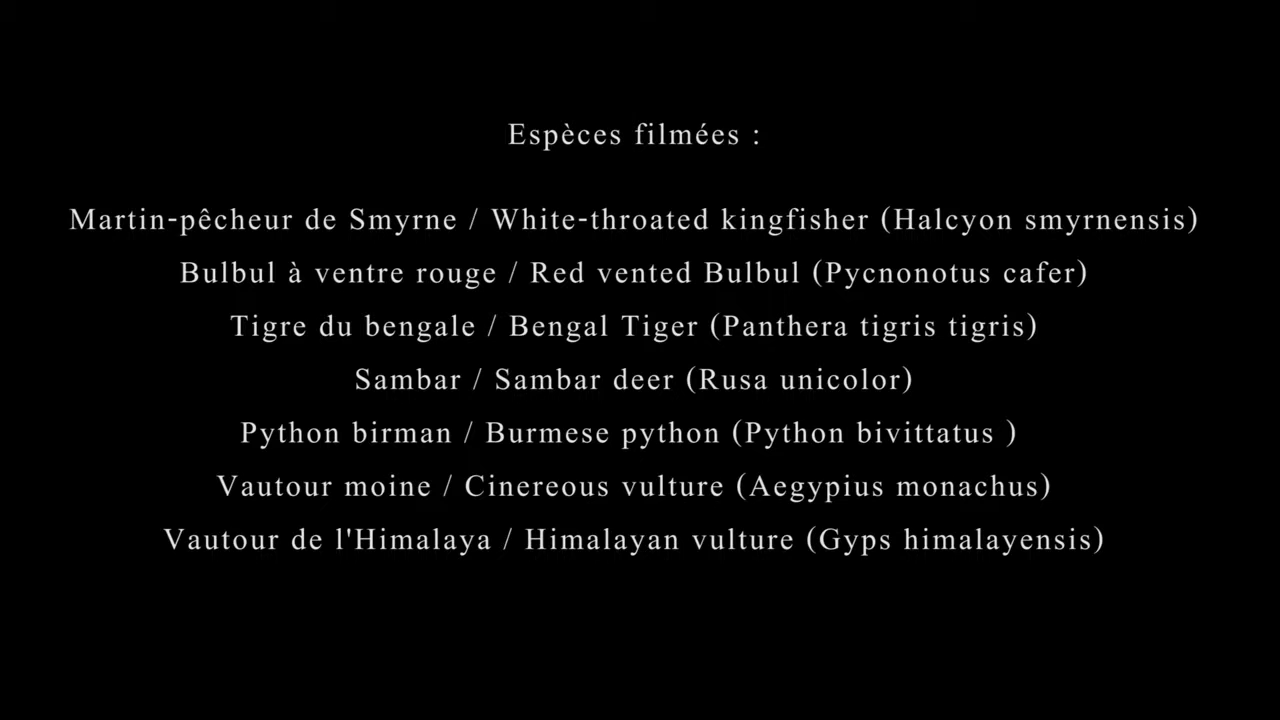 Espèces filmées :
Martin-pêcheur de Smyrne / White-throated kingfisher (Halcyon smyrnensis)
Bulbul à ventre rouge / Red vented Bulbul (Pycnonotus cafer)
Tigre du bengale / Bengal Tiger (Panthera tigris tigris)
Sambar / Sambar deer (Rusa unicolor)
Python birman / Burmese python (Python bivittatus )
Vautour moine / Cinereous vulture (Aegypius monachus)
Vautour de l'Himalaya / Himalayan vulture (Gyps himalayensis)